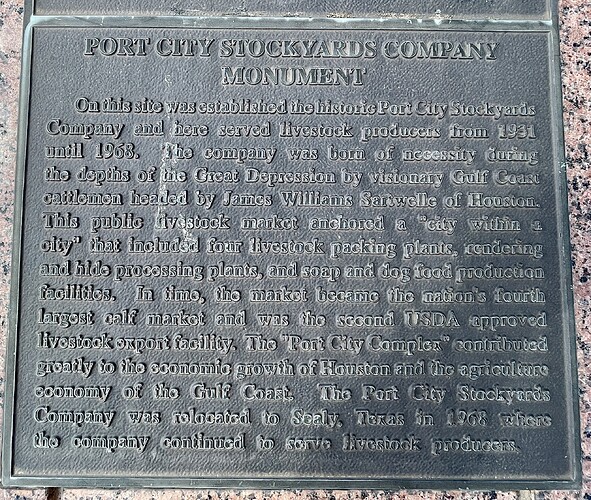 PORT CITY STOCKYARDS COMPANY
MONUMENT
On this site was established the historic Port City Stockyards
Company and here served livestock producers from 1931
until 1968. The company was born of necessity during
the depths of the Great Depression by visionary Gulf Coast
cattlemen headed by James Williams Sartwelle of Houston.
This public livestock market anchored a "city within a
city" that included four livestock packing plants, rendering
and hide processing plants, and soap and dog food production
facilities. In time, the market became the nation's fourth
largest calf market and was the second USDA approved
livestock export facility. The "Port City Complex" contributed
greatly to the economic growth of Houston and the agriculture
economy of the Gulf Coast. The Port City Stockyards
Company was relocated to Sealy, Texas in 1968 where
the company continued to serve livestock producers.